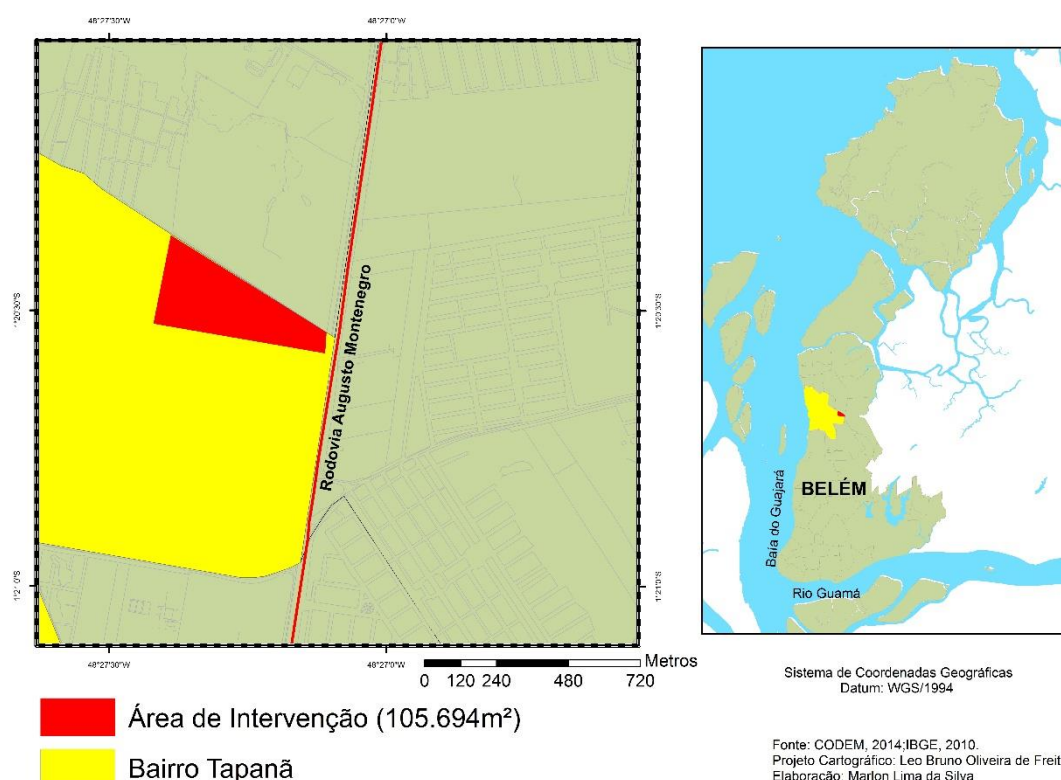 48°27'30"W
48°27'0"W
1°20'30"S
1°20'30"S
Rodovia Augusto Montenegro
1°21'0"S
1°21'0"S
48°27'30"W
48°27'0"W
Metros
0 120 240 480 720
Área de Intervenção (105.694m²)
Bairro Tapanã
BELÉM
Baía do Guajará
Rio Guamá
Sistema de Coordenadas Geográficas
Datum: WGS/1994
Fonte: CODEM, 2014;IBGE, 2010.
Projeto Cartográfico: Leo Bruno Oliveira de Freit
Elaboração: Marlon Lima da Silva